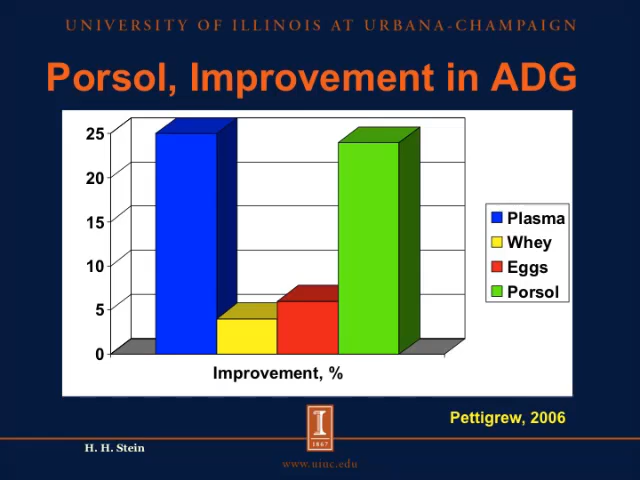 UNIVERSITY OF ILLINOIS AT URBANA-CHAMPAIGN
Porsol, Improvement in ADG
25
20
15
10
5
0
Improvement, %
Plasma
Whey
Eggs
Porsol
Pettigrew, 2006
I
1867
H. H. Stein
www.uiuc.edu